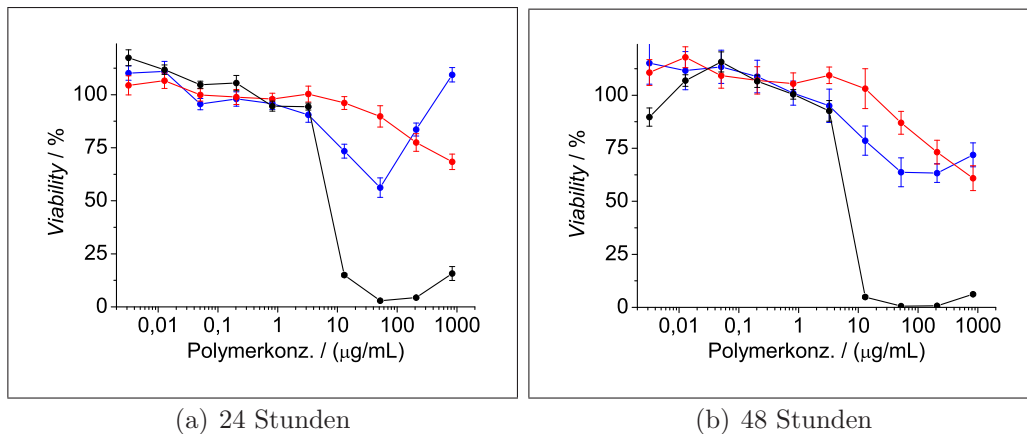 100
75
50
25
0
Viability / %
0,01 0,1 1 10 100 1000
Polymerkonz. / (µg/mL)
(a) 24 Stunden
100
75
50
25
0
Viability / %
0,01 0,1 1 10 100 1000
Polymerkonz. / (µg/mL)
(b) 48 Stunden